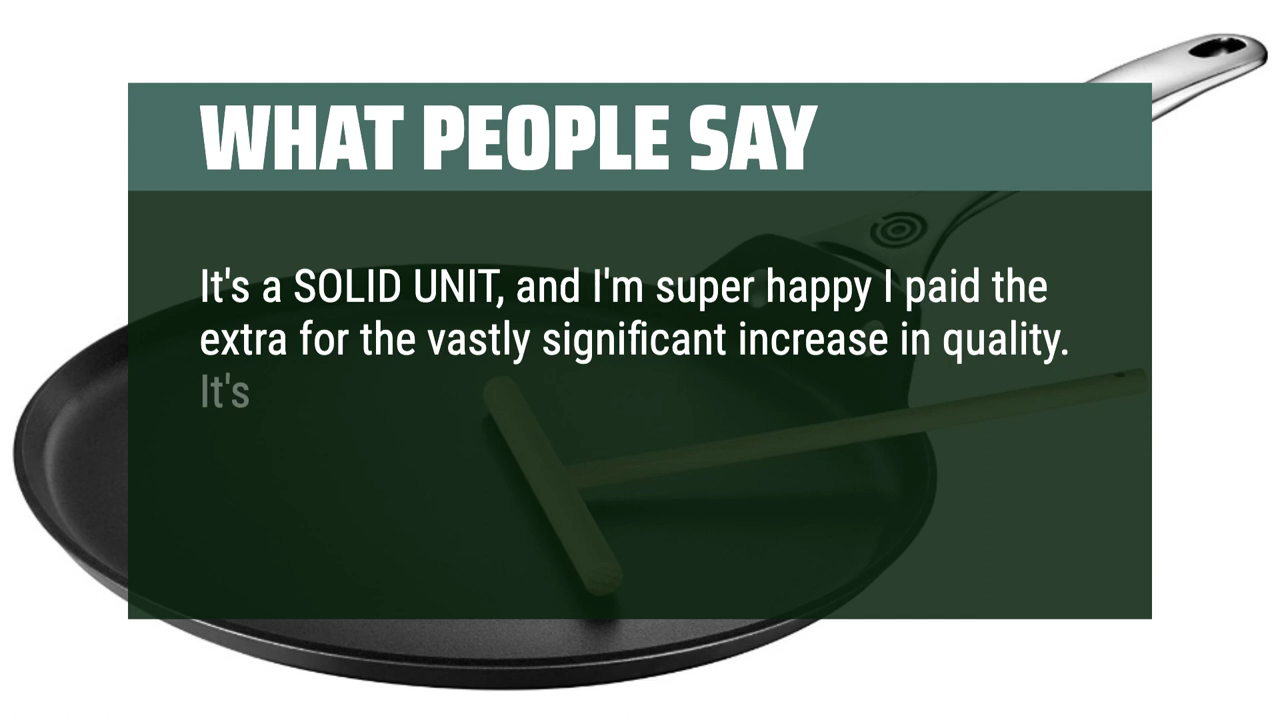 WHAT PEOPLE SAY
It's a SOLID UNIT, and I'm super happy I paid the
extra for the vastly significant increase in quality.
It's